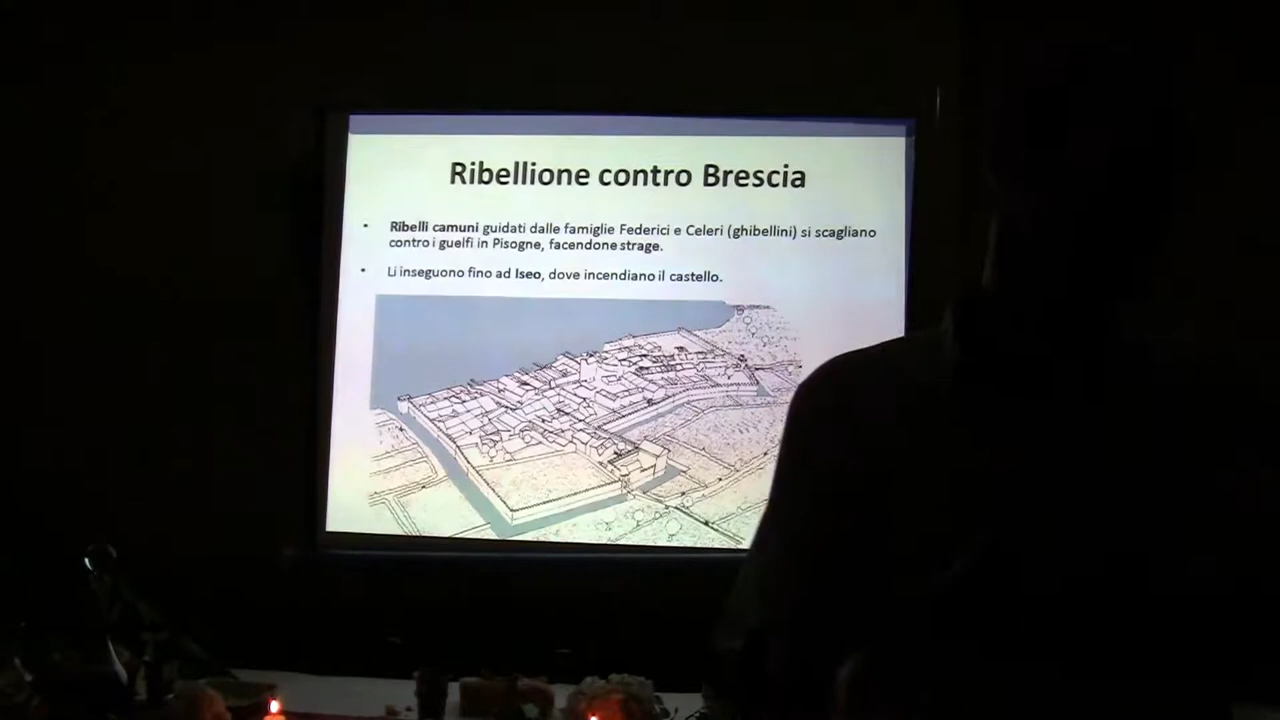 Ribellione contro Brescia
• Ribelli camuni guidati dalle famiglie Federici e Celeri (ghibellini) si scagliano
contro i guelfi in Pisogne, facendone strage.
• Li inseguono fino ad Iseo, dove incendiano il castello.